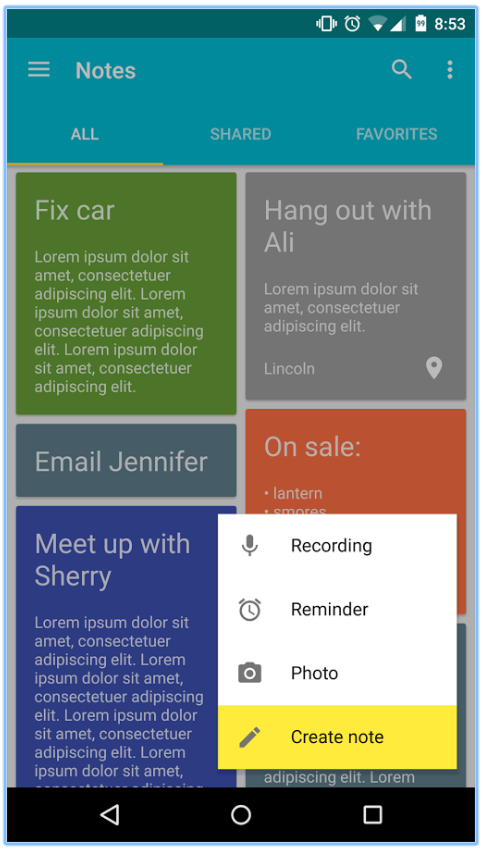 99 8:53
Notes
ALL SHARED FAVORITES
Fix car
Lorem ipsum dolor sit
amet, consectetuer
adipiscing elit. Lorem
ipsum dolor sit amet,
consectetuer adipiscing
elit. Lorem ipsum dolor
sit amet, consectetuer
adipiscing elit.
Hang out with
Ali
Lorem ipsum dolor sit
amet, consectetuer
adipiscing elit.
Lincoln
Email Jennifer
On sale:
• lantern
• smores
Meet up with
Sherry
Lorem ipsum dolor sit
amet, consectetuer
adipiscing elit. Lorem
ipsum dolor sit amet,
consectetuer adipiscing
elit. Lorem ipsum dolor
sit amet, consectetuer
adipiscing elit. Lorem
ipsum dolor sit amet,
Recording
Reminder
Photo
Create note
adipiscing elit. Lorem